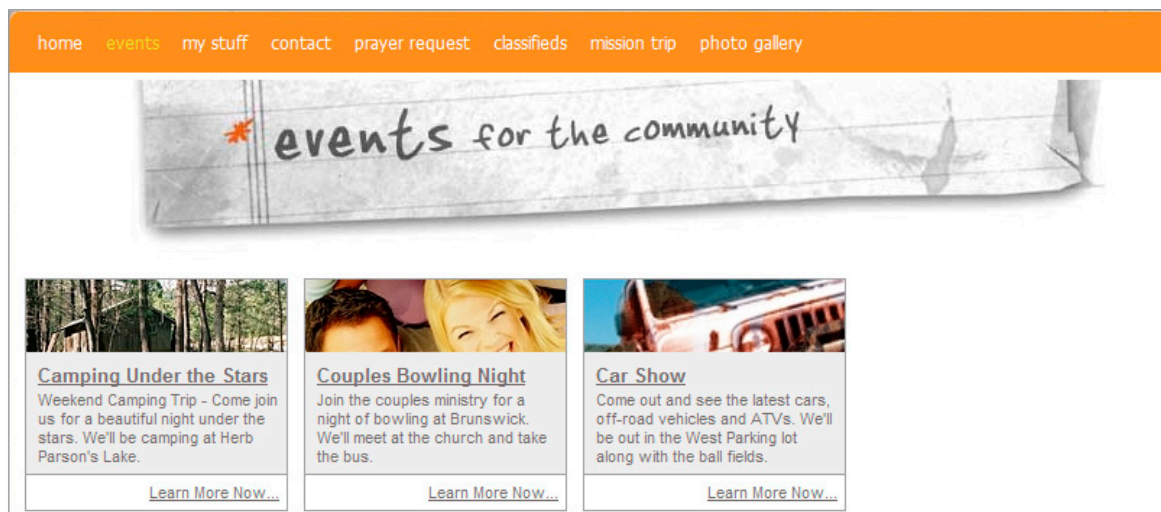 home events my stuff contact prayer request classifieds mission trip photo gallery
* events for the community
Camping Under the Stars
Weekend Camping Trip - Come join
us for a beautiful night under the
stars. We'll be camping at Herb
Parson's Lake.
Learn More Now...
Couples Bowling Night
Join the couples ministry for a
night of bowling at Brunswick.
We'll meet at the church and take
the bus.
Learn More Now...
Car Show
Come out and see the latest cars,
off-road vehicles and ATVs. We'll
be out in the West Parking lot
along with the ball fields.
Learn More Now...